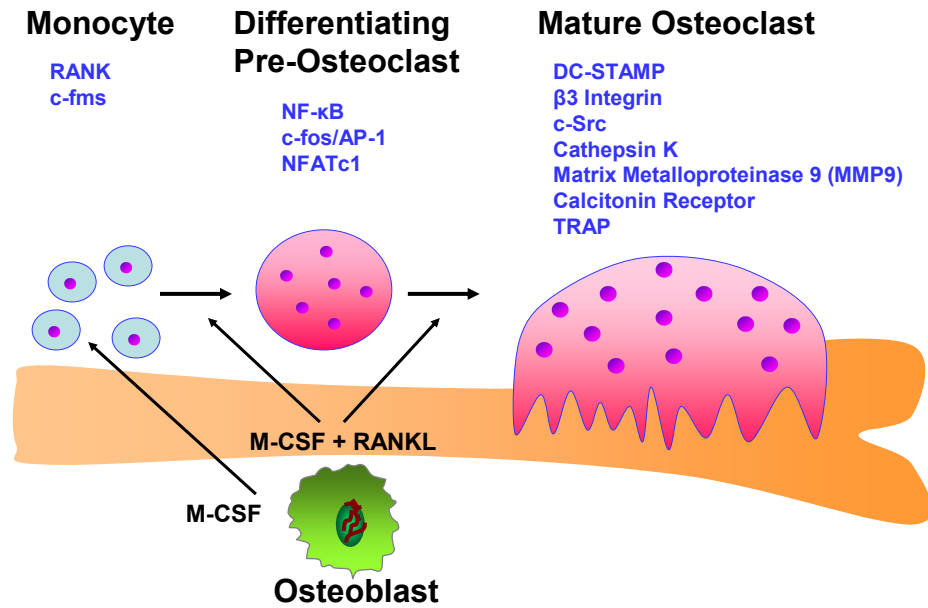 Monocyte
RANK
c-fms
Differentiating
Pre-Osteoclast
NF-κB
c-fos/AP-1
NFATc1
Mature Osteoclast
DC-STAMP
β3 Integrin
c-Src
Cathepsin K
Matrix Metalloproteinase 9 (MMP9)
Calcitonin Receptor
TRAP
M-CSF + RANKL
M-CSF
Osteoblast